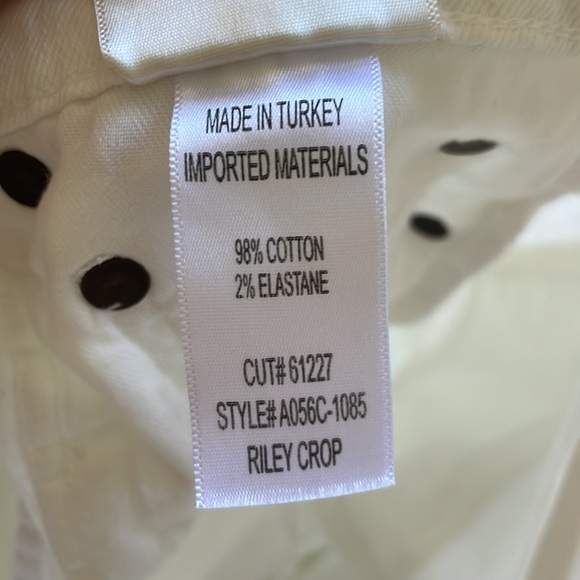 MADE IN TURKEY
IMPORTED MATERIALS
98% COTTON
2% ELASTANE
CUT# 61227
STYLE# A056C-1085
RILEY CROP